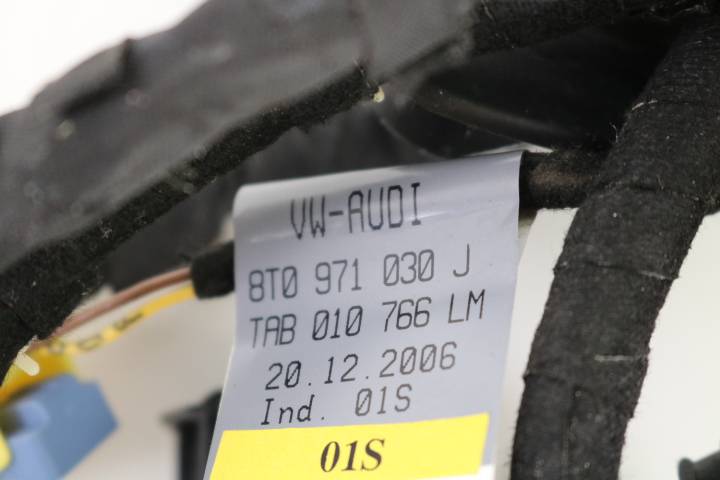 VW-AUDI
8T0 971 030 J
TAB 010 766 LM
20.12.2006
Ind. 01S
01S